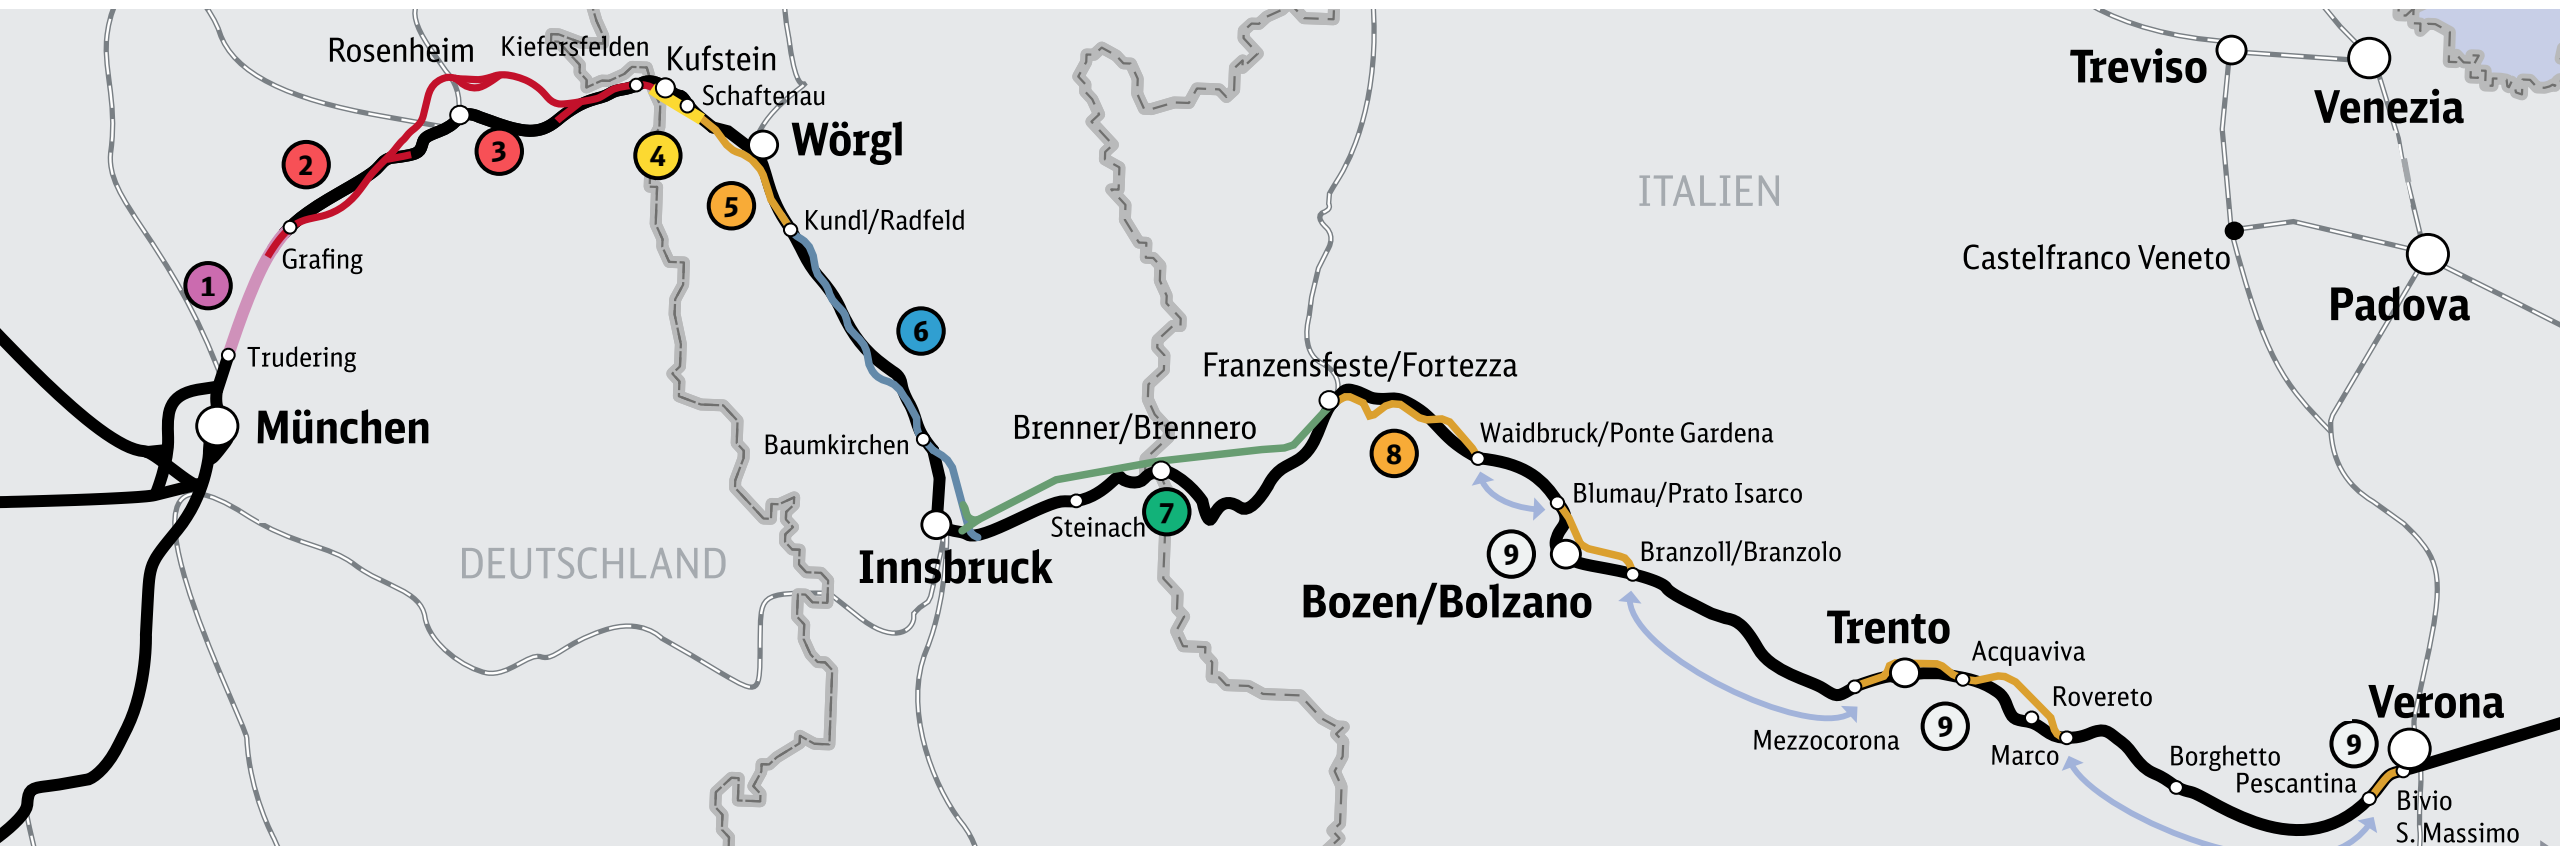 Rosenheim
Kiefersfelden
Kufstein
Schaftenau
Wörgl
2
3
4
5
Kundl/Radfeld
Grafing
1
Trudering
München
6
Baumkirchen
Innsbruck
DEUTSCHLAND
Brenner/Brennero
Steinach
7
Franzensfeste/Fortezza
8
Waidbruck/Ponte Gardena
Blumau/Prato Isarco
9
Branzoll/Branzolo
Bozen/Bolzano
ITALIEN
Treviso
Venezia
Castelfranco Veneto
Padova
Trento
Acquaviva
Mezzocorona
9
Rovereto
Marco
Verona
9
Borghetto
Pescantina
Bivio
S. Massimo